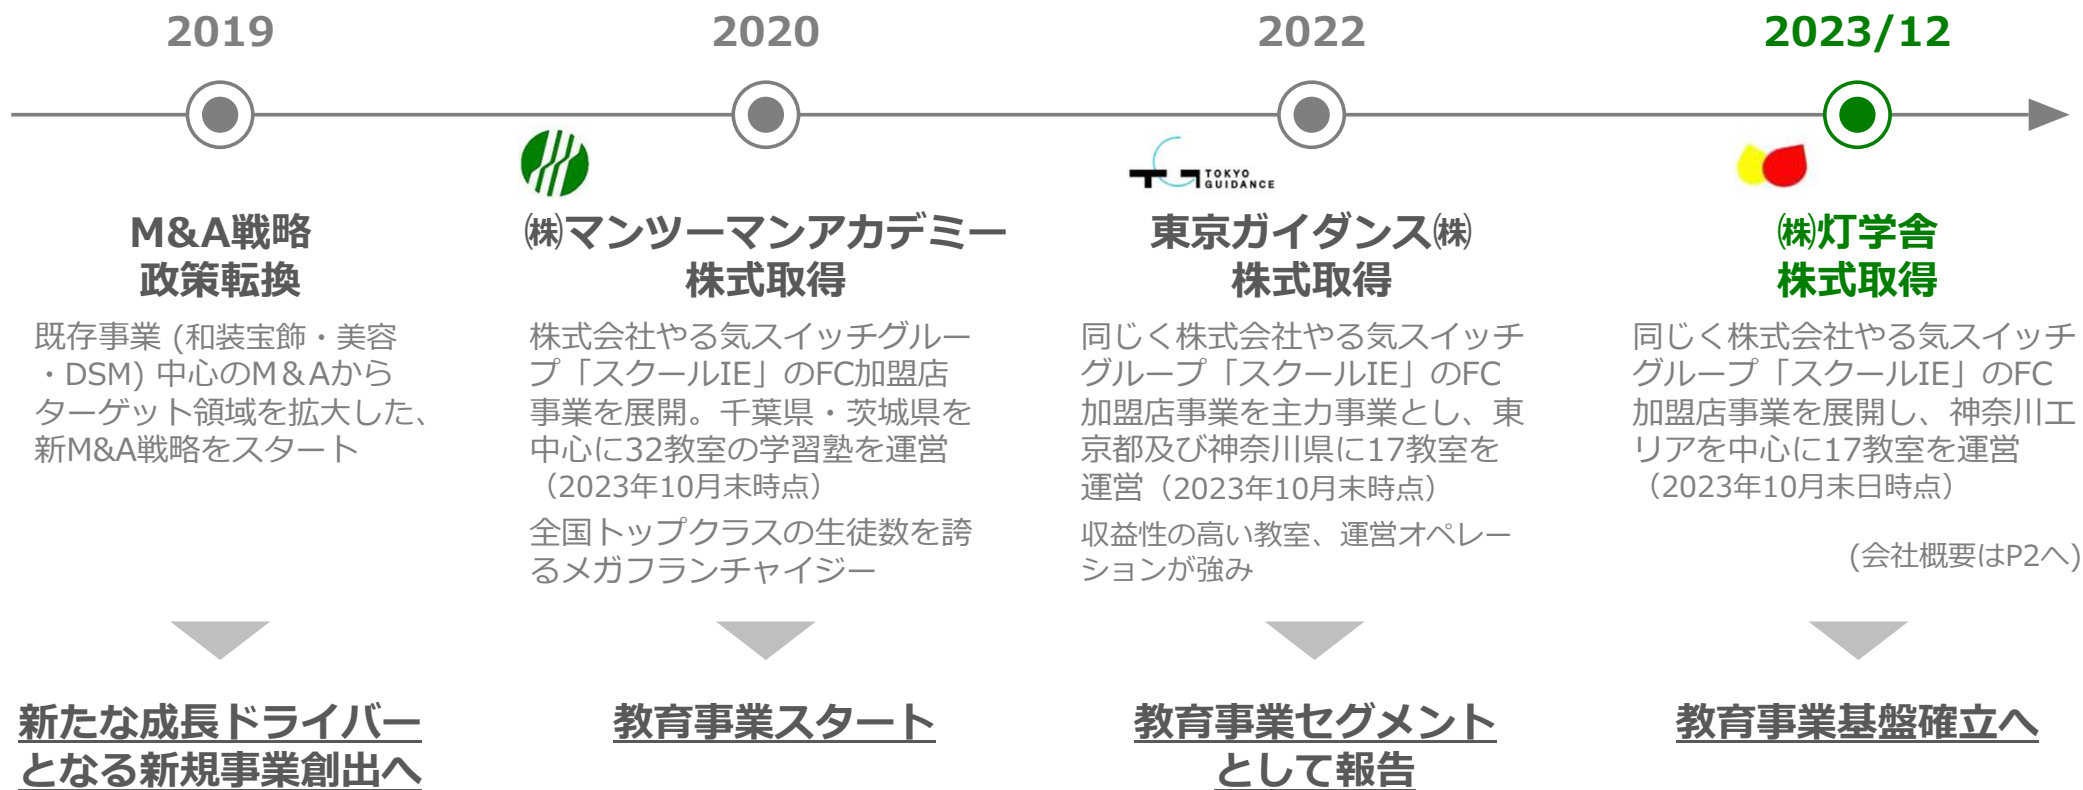 2019
M&A戦略
政策転換
既存事業 (和装宝飾・美容
・DSM) 中心のM＆Aから
ターゲット領域を拡大した、
新M&A戦略をスタート
新たな成長ドライバー
となる新規事業創出へ
2020
㈱マンツーマンアカデミー
株式取得
株式会社やる気スイッチグルー
プ「スクールIE」のFC加盟店
事業を展開。千葉県・茨城県を
中心に32教室の学習塾を運営
（2023年10月末時点）
全国トップクラスの生徒数を誇
るメガフランチャイジー
教育事業スタート
2022
TOKYO
GUIDANCE
東京ガイダンス㈱
株式取得
同じく株式会社やる気スイッチ
グループ「スクールIE」のFC
加盟店事業を主力事業とし、東
京都及び神奈川県に17教室を
運営（2023年10月末時点）
収益性の高い教室、運営オペレー
ションが強み
教育事業セグメント
として報告
2023/12
㈱灯学舎
株式取得
同じく株式会社やる気スイッチ
グループ「スクールIE」のFC
加盟店事業を展開し、神奈川エ
リアを中心に17教室を運営
（2023年10月末日時点）
(会社概要はP2へ)
教育事業基盤確立へ